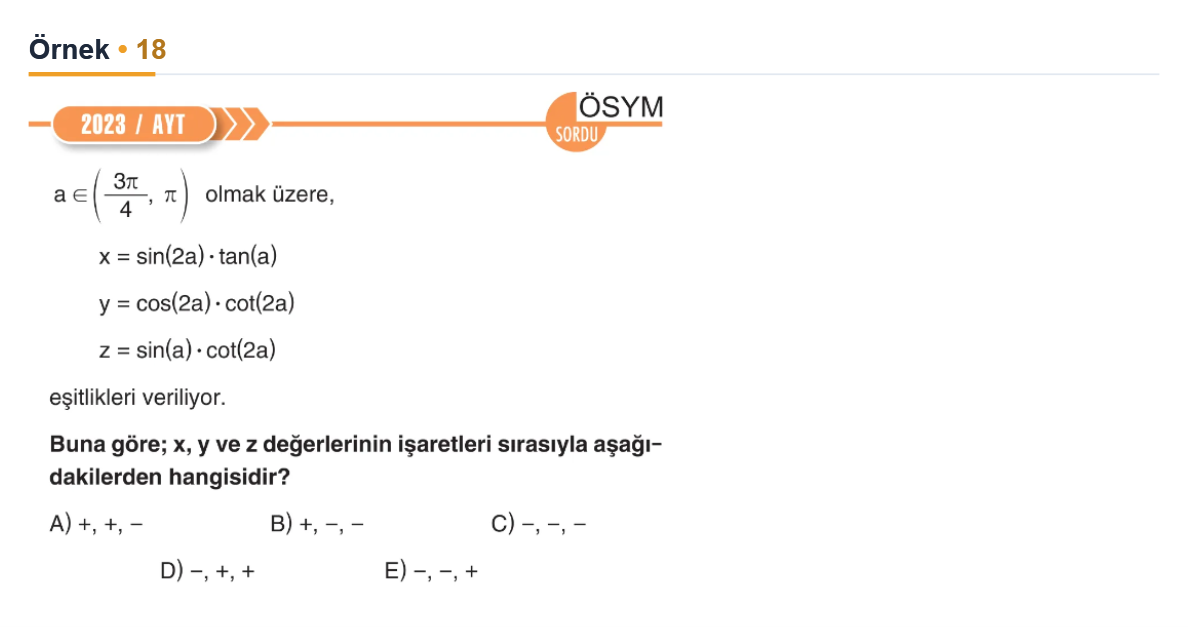 Örnek • 18
2023 / AYT
ÖSYM
SORDU
a ∈ (3π/4, π) olmak üzere,
x = sin(2a) · tan(a)
y = cos(2a) · cot(2a)
z = sin(a) · cot(2a)
eşitlikleri veriliyor.
Buna göre; x, y ve z değerlerinin işaretleri sırasıyla aşağı-
dakilerden hangisidir?
A) +, +, − B) +, −, − C) −, −, −
D) −, +, + E) −, −, +